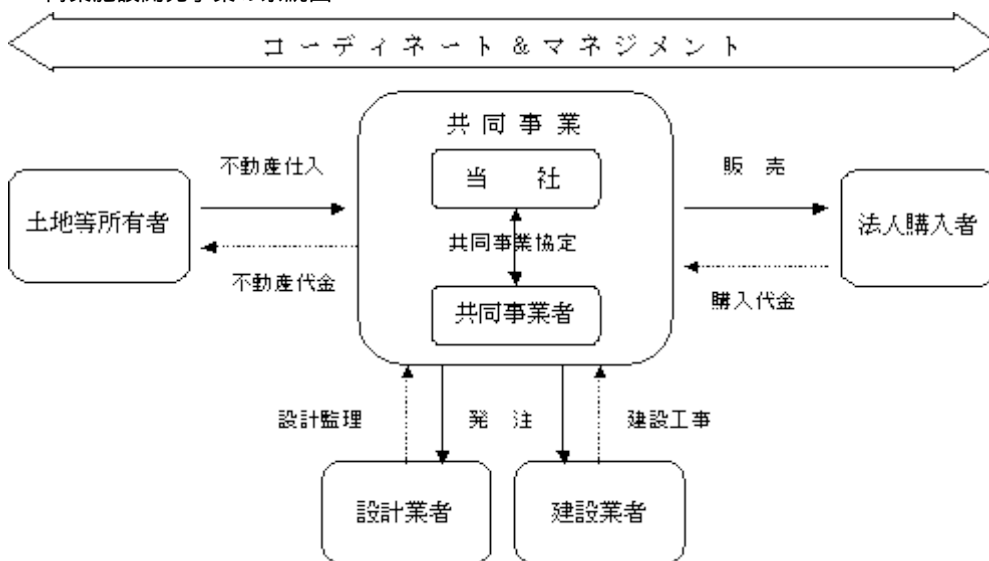 コーディネート&マネジメント
共同事業
不動産仕入
当社
販売
土地等所有者
法人購入者
共同事業協定
不動産代金
購入代金
共同事業者
設計監理
発注
建設工事
設計業者
建設業者